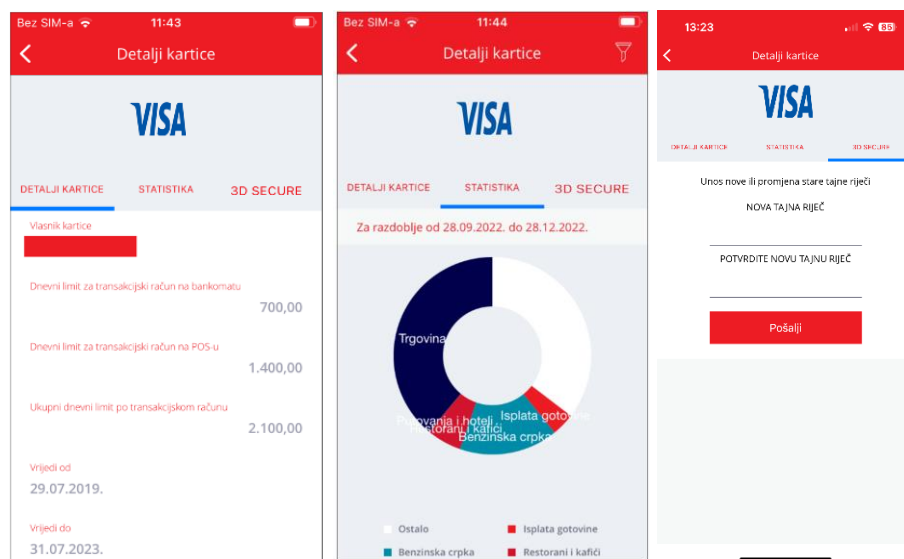 Bez SIM-a
11:43
Detalji kartice
VISA
DETALJI KARTICE
STATISTIKA
3D SECURE
Vlasnik kartice
Dnevni limit za transakcijski račun na bankomatu
700,00
Dnevni limit za transakcijski račun na POS-u
1.400,00
Ukupni dnevni limit po transakcijskom računu
2.100,00
Vrijedi od
29.07.2019.
Vrijedi do
31.07.2023.
Bez SIM-a
11:44
Detalji kartice
VISA
DETALJI KARTICE
STATISTIKA
3D SECURE
Za razdoblje od 28.09.2022. do 28.12.2022.
Trgovina
Putovanja i hoteli
Isplata gotovine
Restorani i kafići
Benzinska crpka
Ostalo
Isplata gotovine
Benzinska crpka
Restorani i kafići
13:23
85
Detalji kartice
VISA
DETALJI KARTICE
STATISTIKA
3D SECURE
Unos nove ili promjena stare tajne riječi
NOVA TAJNA RIJEČ
POTVRDITE NOVU TAJNU RIJEČ
Pošalji